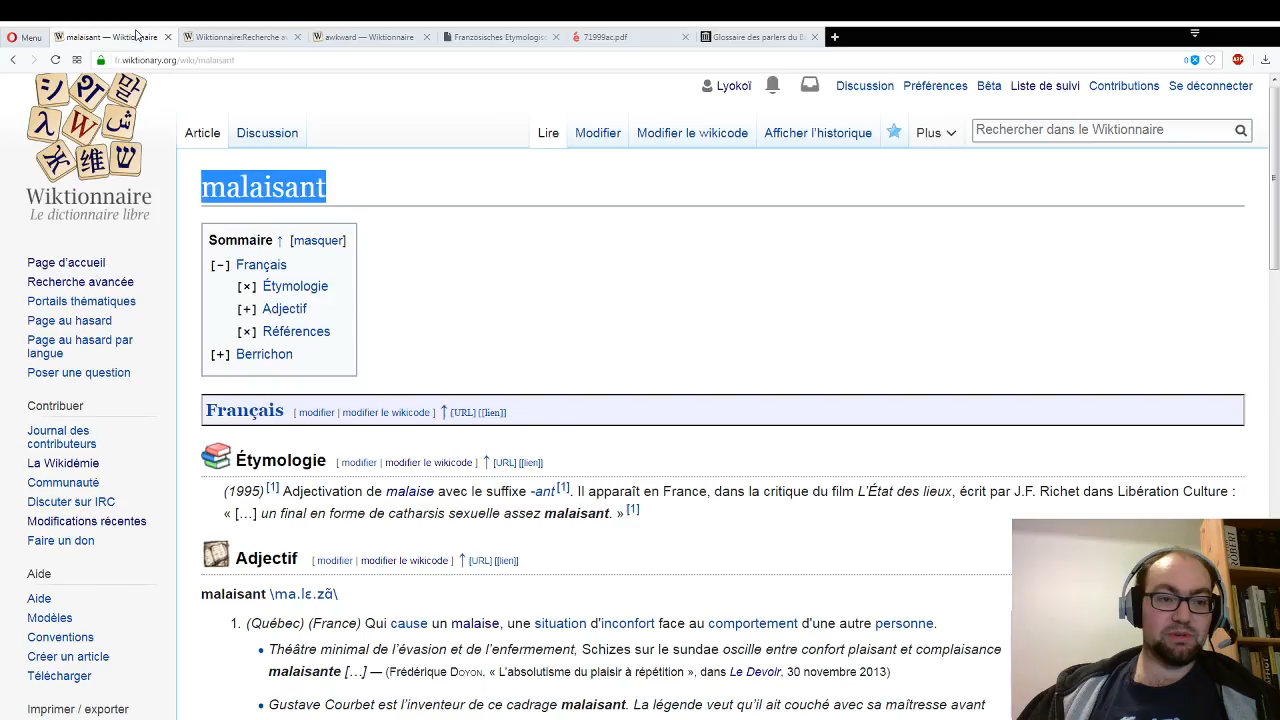 Menu
malaisant — Wiktionnaire
Wiktionnaire:Recherche av
awkward — Wiktionnaire
Französisches Etymologis
71999ac.pdf
Glossaire des parlers du B
fr.wiktionary.org/wiki/malaisant
0
ABP
Lyokoï
Discussion
Préférences
Bêta
Liste de suivi
Contributions
Se déconnecter
Article
Discussion
Lire
Modifier
Modifier le wikicode
Afficher l'historique
Plus
Rechercher dans le Wiktionnaire
Wiktionnaire
Le dictionnaire libre
Page d'accueil
Recherche avancée
Portails thématiques
Page au hasard
Page au hasard par
langue
Poser une question
Contribuer
Journal des
contributeurs
La Wikidémie
Communauté
Discuter sur IRC
Modifications récentes
Faire un don
Aide
Aide
Modèles
Conventions
Créer un article
Télécharger
Imprimer / exporter
malaisant
Sommaire ↑ [masquer]
[−] Français
[×] Étymologie
[+] Adjectif
[×] Références
[+] Berrichon
Français [ modifier | modifier le wikicode ] ↑ [URL] [[lien]]
Étymologie [ modifier | modifier le wikicode ] ↑ [URL] [[lien]]
(1995)[1] Adjectivation de malaise avec le suffixe -ant[1]. Il apparaît en France, dans la critique du film L'État des lieux, écrit par J.F. Richet dans Libération Culture :
« […] un final en forme de catharsis sexuelle assez malaisant. » [1]
Adjectif [ modifier | modifier le wikicode ] ↑ [URL] [[lien]]
malaisant \ma.lɛ.zɑ̃\
1. (Québec) (France) Qui cause un malaise, une situation d'inconfort face au comportement d'une autre personne.
• Théâtre minimal de l'évasion et de l'enfermement, Schizes sur le sundae oscille entre confort plaisant et complaisance
malaisante […] — (Frédérique DOYON, « L'absolutisme du plaisir à répétition », dans Le Devoir, 30 novembre 2013)
• Gustave Courbet est l'inventeur de ce cadrage malaisant. La légende veut qu'il ait couché avec sa maîtresse avant
ROBERT